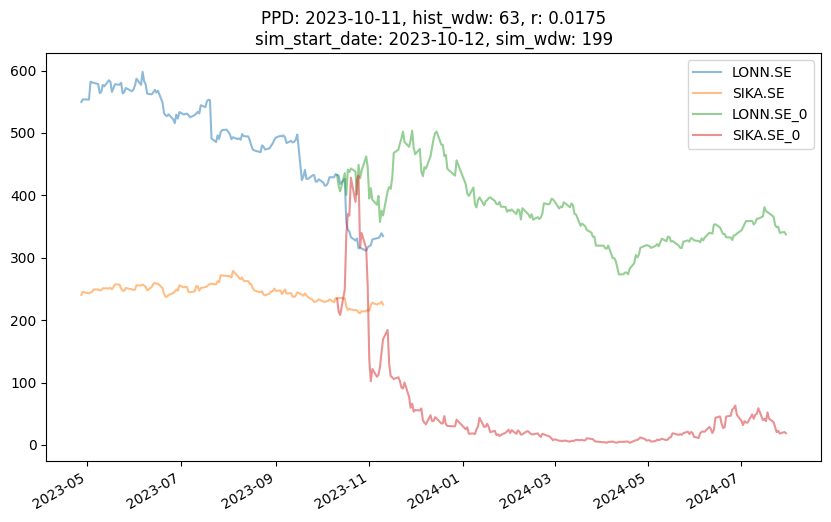 PPD: 2023-10-11, hist_wdw: 63, r: 0.0175
sim_start_date: 2023-10-12, sim_wdw: 199
LONN.SE
SIKA.SE
LONN.SE_0
SIKA.SE_0
600
500
400
300
200
100
0
2023-05
2023-07
2023-09
2023-11
2024-01
2024-03
2024-05
2024-07